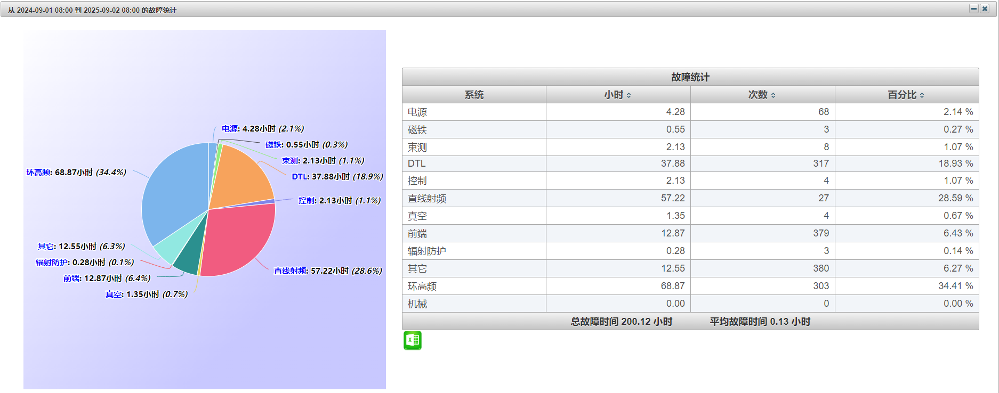 从 2024-09-01 08:00 到 2025-09-02 08:00 的故障统计
电源: 4.28小时 (2.1%)
磁铁: 0.55小时 (0.3%)
束测: 2.13小时 (1.1%)
环高频: 68.87小时 (34.4%)
DTL: 37.88小时 (18.9%)
控制: 2.13小时 (1.1%)
其它: 12.55小时 (6.3%)
辐射防护: 0.28小时 (0.1%)
直线射频: 57.22小时 (28.6%)
前端: 12.87小时 (6.4%)
真空: 1.35小时 (0.7%)
故障统计
系统 小时 次数 百分比
电源 4.28 68 2.14 %
磁铁 0.55 3 0.27 %
束测 2.13 8 1.07 %
DTL 37.88 317 18.93 %
控制 2.13 4 1.07 %
直线射频 57.22 27 28.59 %
真空 1.35 4 0.67 %
前端 12.87 379 6.43 %
辐射防护 0.28 3 0.14 %
其它 12.55 380 6.27 %
环高频 68.87 303 34.41 %
机械 0.00 0 0.00 %
总故障时间 200.12 小时 平均故障时间 0.13 小时
X